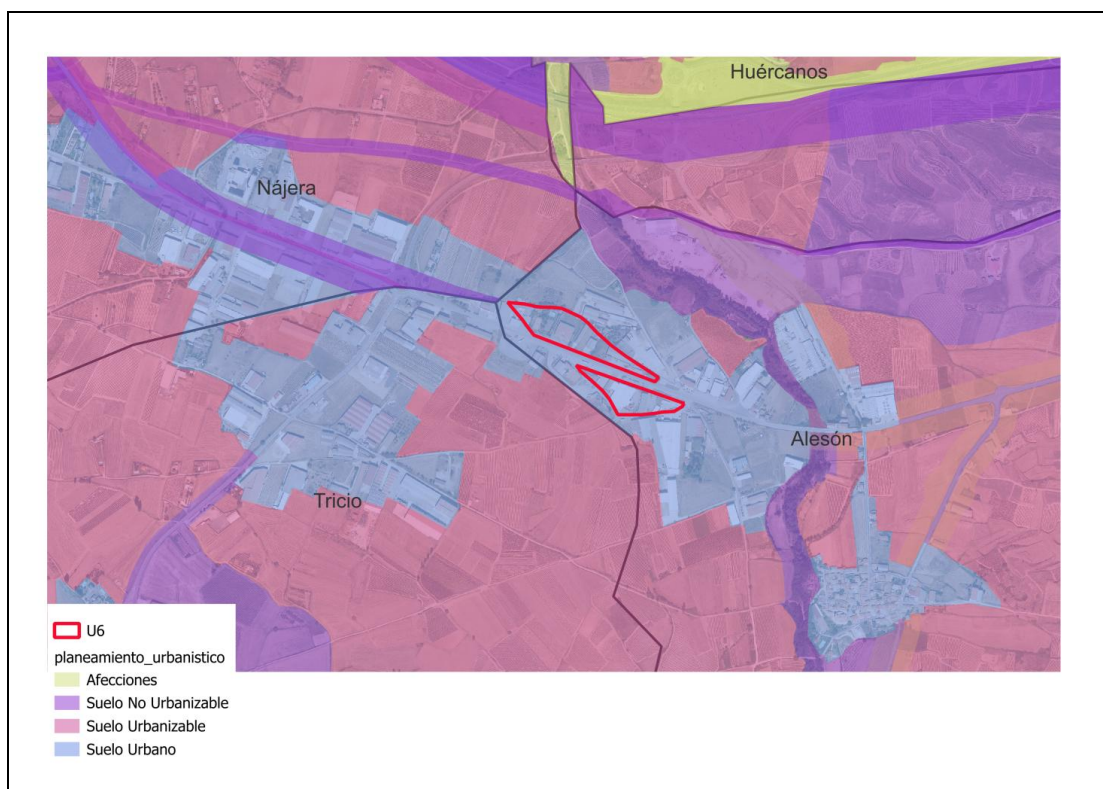 Huércanos
Nájera
Alesón
Tricio
U6
planeamiento_urbanistico
Afecciones
Suelo No Urbanizable
Suelo Urbanizable
Suelo Urbano